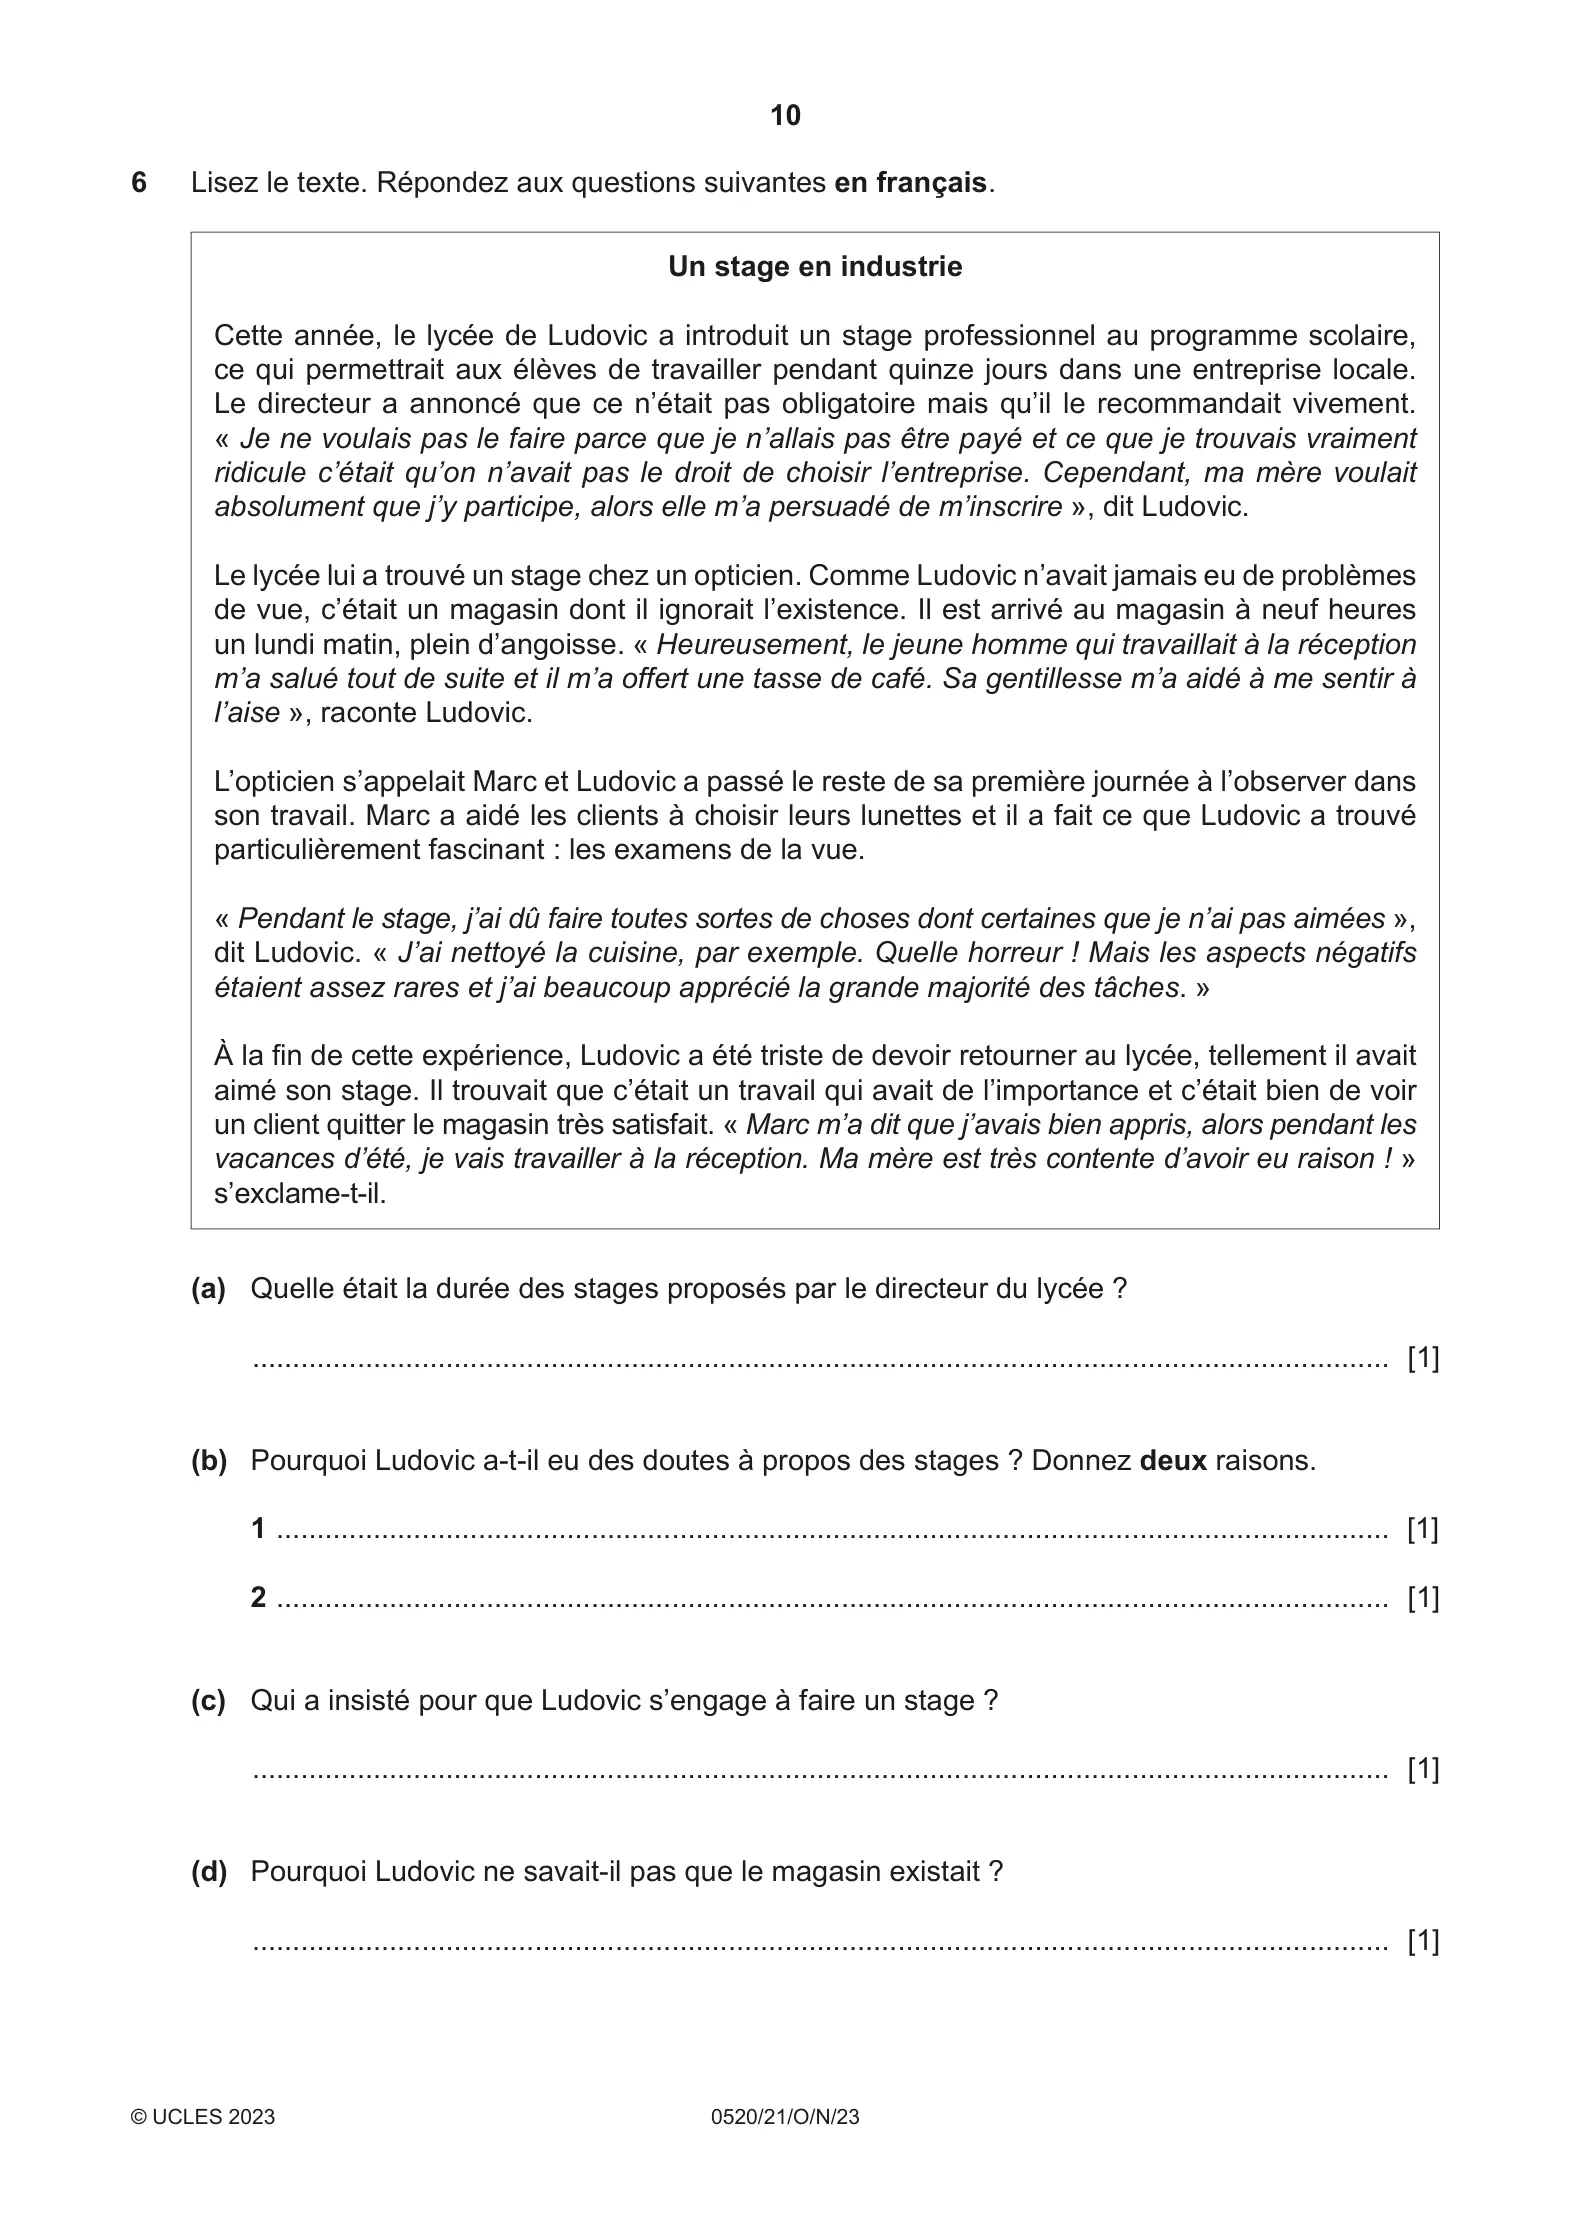 10
6 Lisez le texte. Répondez aux questions suivantes en français.
Un stage en industrie
Cette année, le lycée de Ludovic a introduit un stage professionnel au programme scolaire,
ce qui permettrait aux élèves de travailler pendant quinze jours dans une entreprise locale.
Le directeur a annoncé que ce n’était pas obligatoire mais qu’il le recommandait vivement.
« Je ne voulais pas le faire parce que je n’allais pas être payé et ce que je trouvais vraiment
ridicule c’était qu’on n’avait pas le droit de choisir l’entreprise. Cependant, ma mère voulait
absolument que j’y participe, alors elle m’a persuadé de m’inscrire », dit Ludovic.
Le lycée lui a trouvé un stage chez un opticien. Comme Ludovic n’avait jamais eu de problèmes
de vue, c’était un magasin dont il ignorait l’existence. Il est arrivé au magasin à neuf heures
un lundi matin, plein d’angoisse. « Heureusement, le jeune homme qui travaillait à la réception
m’a salué tout de suite et il m’a offert une tasse de café. Sa gentillesse m’a aidé à me sentir à
l’aise », raconte Ludovic.
L’opticien s’appelait Marc et Ludovic a passé le reste de sa première journée à l’observer dans
son travail. Marc a aidé les clients à choisir leurs lunettes et il a fait ce que Ludovic a trouvé
particulièrement fascinant : les examens de la vue.
« Pendant le stage, j’ai dû faire toutes sortes de choses dont certaines que je n’ai pas aimées »,
dit Ludovic. « J’ai nettoyé la cuisine, par exemple. Quelle horreur ! Mais les aspects négatifs
étaient assez rares et j’ai beaucoup apprécié la grande majorité des tâches. »
À la fin de cette expérience, Ludovic a été triste de devoir retourner au lycée, tellement il avait
aimé son stage. Il trouvait que c’était un travail qui avait de l’importance et c’était bien de voir
un client quitter le magasin très satisfait. « Marc m’a dit que j’avais bien appris, alors pendant les
vacances d’été, je vais travailler à la réception. Ma mère est très contente d’avoir eu raison ! »
s’exclame-t-il.
(a) Quelle était la durée des stages proposés par le directeur du lycée ?
[1]
(b) Pourquoi Ludovic a-t-il eu des doutes à propos des stages ? Donnez deux raisons.
1 [1]
2 [1]
(c) Qui a insisté pour que Ludovic s’engage à faire un stage ?
[1]
(d) Pourquoi Ludovic ne savait-il pas que le magasin existait ?
[1]
© UCLES 2023 0520/21/O/N/23